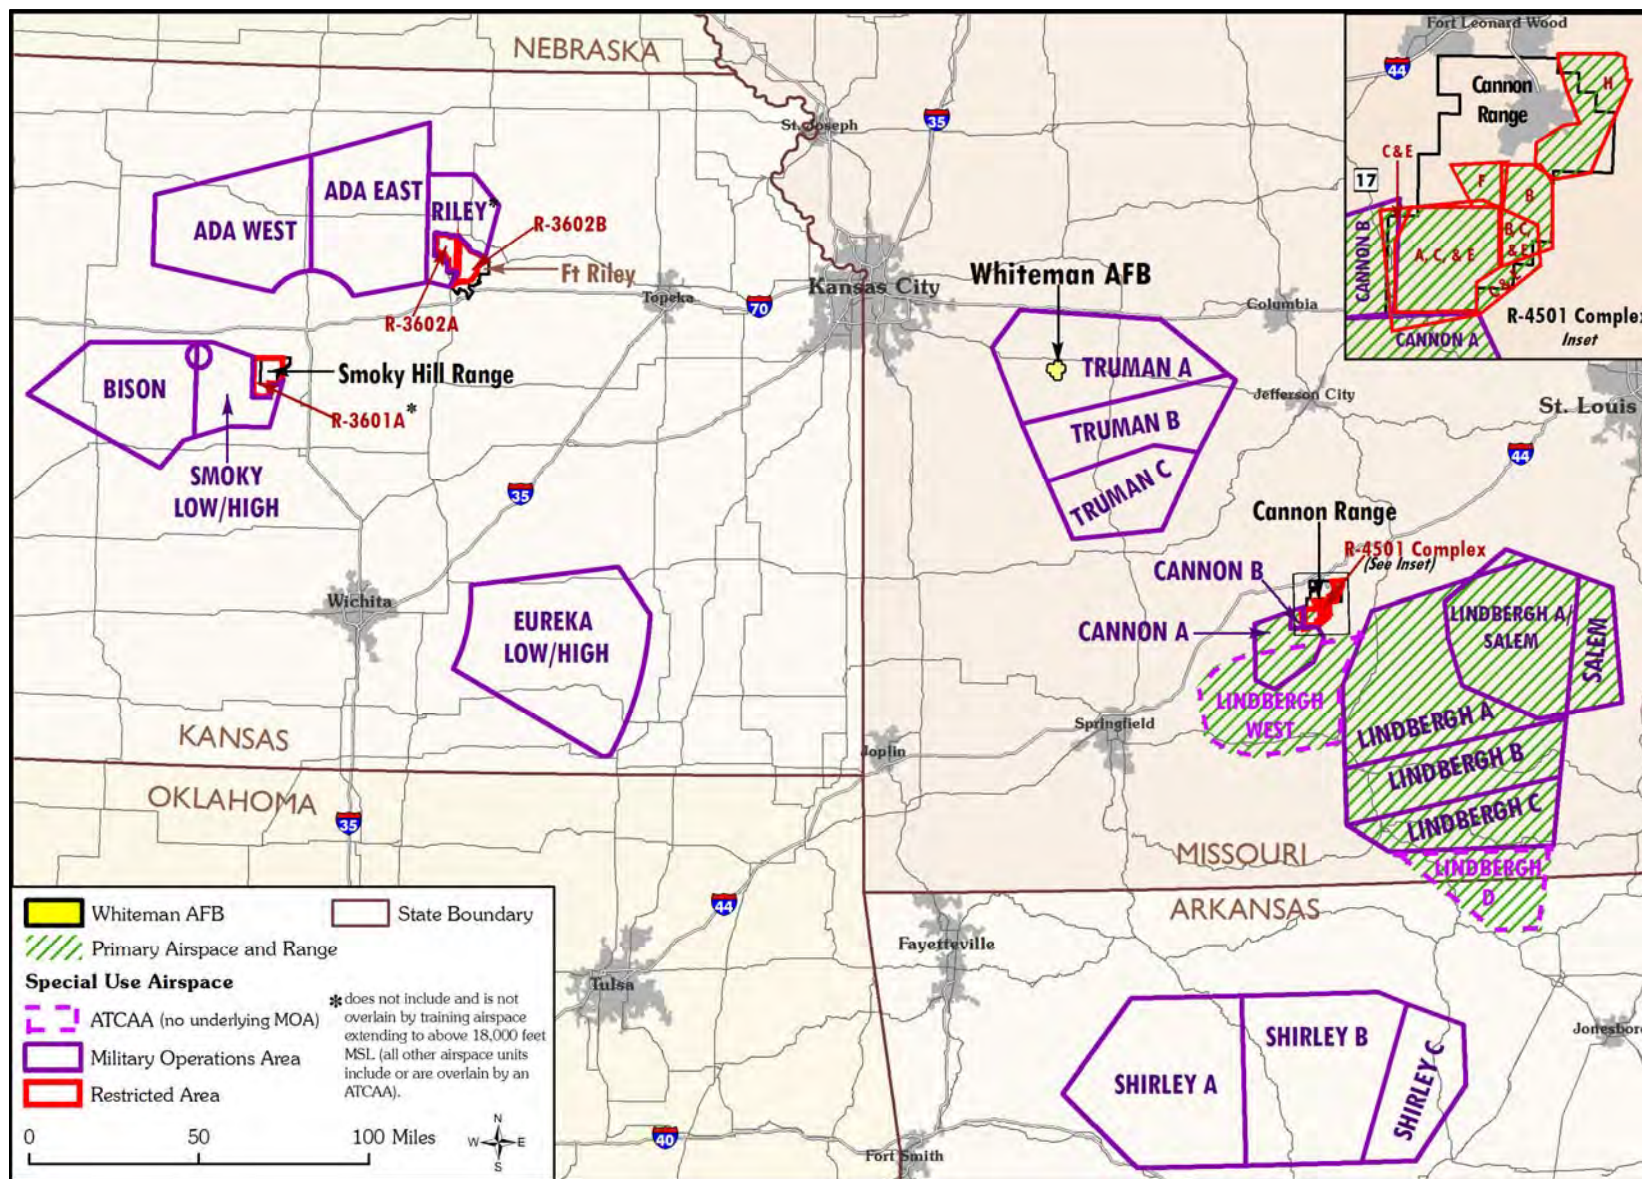 NEBRASKA
St. Joseph
35
ADA EAST
ADA WEST
RILEY*
R-3602B
Ft Riley
R-3602A
Topeka
70
Kansas City
Whiteman AFB
Columbia
BISON
Smoky Hill Range
R-3601A*
SMOKY
LOW/HIGH
TRUMAN A
TRUMAN B
TRUMAN C
Jefferson City
St. Louis
44
35
Wichita
EUREKA
LOW/HIGH
Cannon Range
R-4501 Complex
(See Inset)
CANNON B
CANNON A
LINDBERGH
WEST
LINDBERGH A/
SALEM
SALEM
LINDBERGH A
LINDBERGH B
LINDBERGH C
LINDBERGH
D
Springfield
Joplin
KANSAS
OKLAHOMA
35
MISSOURI
ARKANSAS
44
Tulsa
Fayetteville
40
Fort Smith
SHIRLEY A
SHIRLEY B
SHIRLEY C
Jonesboro
Fort Leonard Wood
44
Cannon
Range
H
C & E
17
F
B
B, C,
& E
A, C, & E
CANNON B
CANNON A
R-4501 Complex
Inset
Whiteman AFB
State Boundary
Primary Airspace and Range
Special Use Airspace
ATCAA (no underlying MOA)
Military Operations Area
Restricted Area
* does not include and is not
overlain by training airspace
extending to above 18,000 feet
MSL (all other airspace units
include or are overlain by an
ATCAA).
0 50 100 Miles
N
W E
S